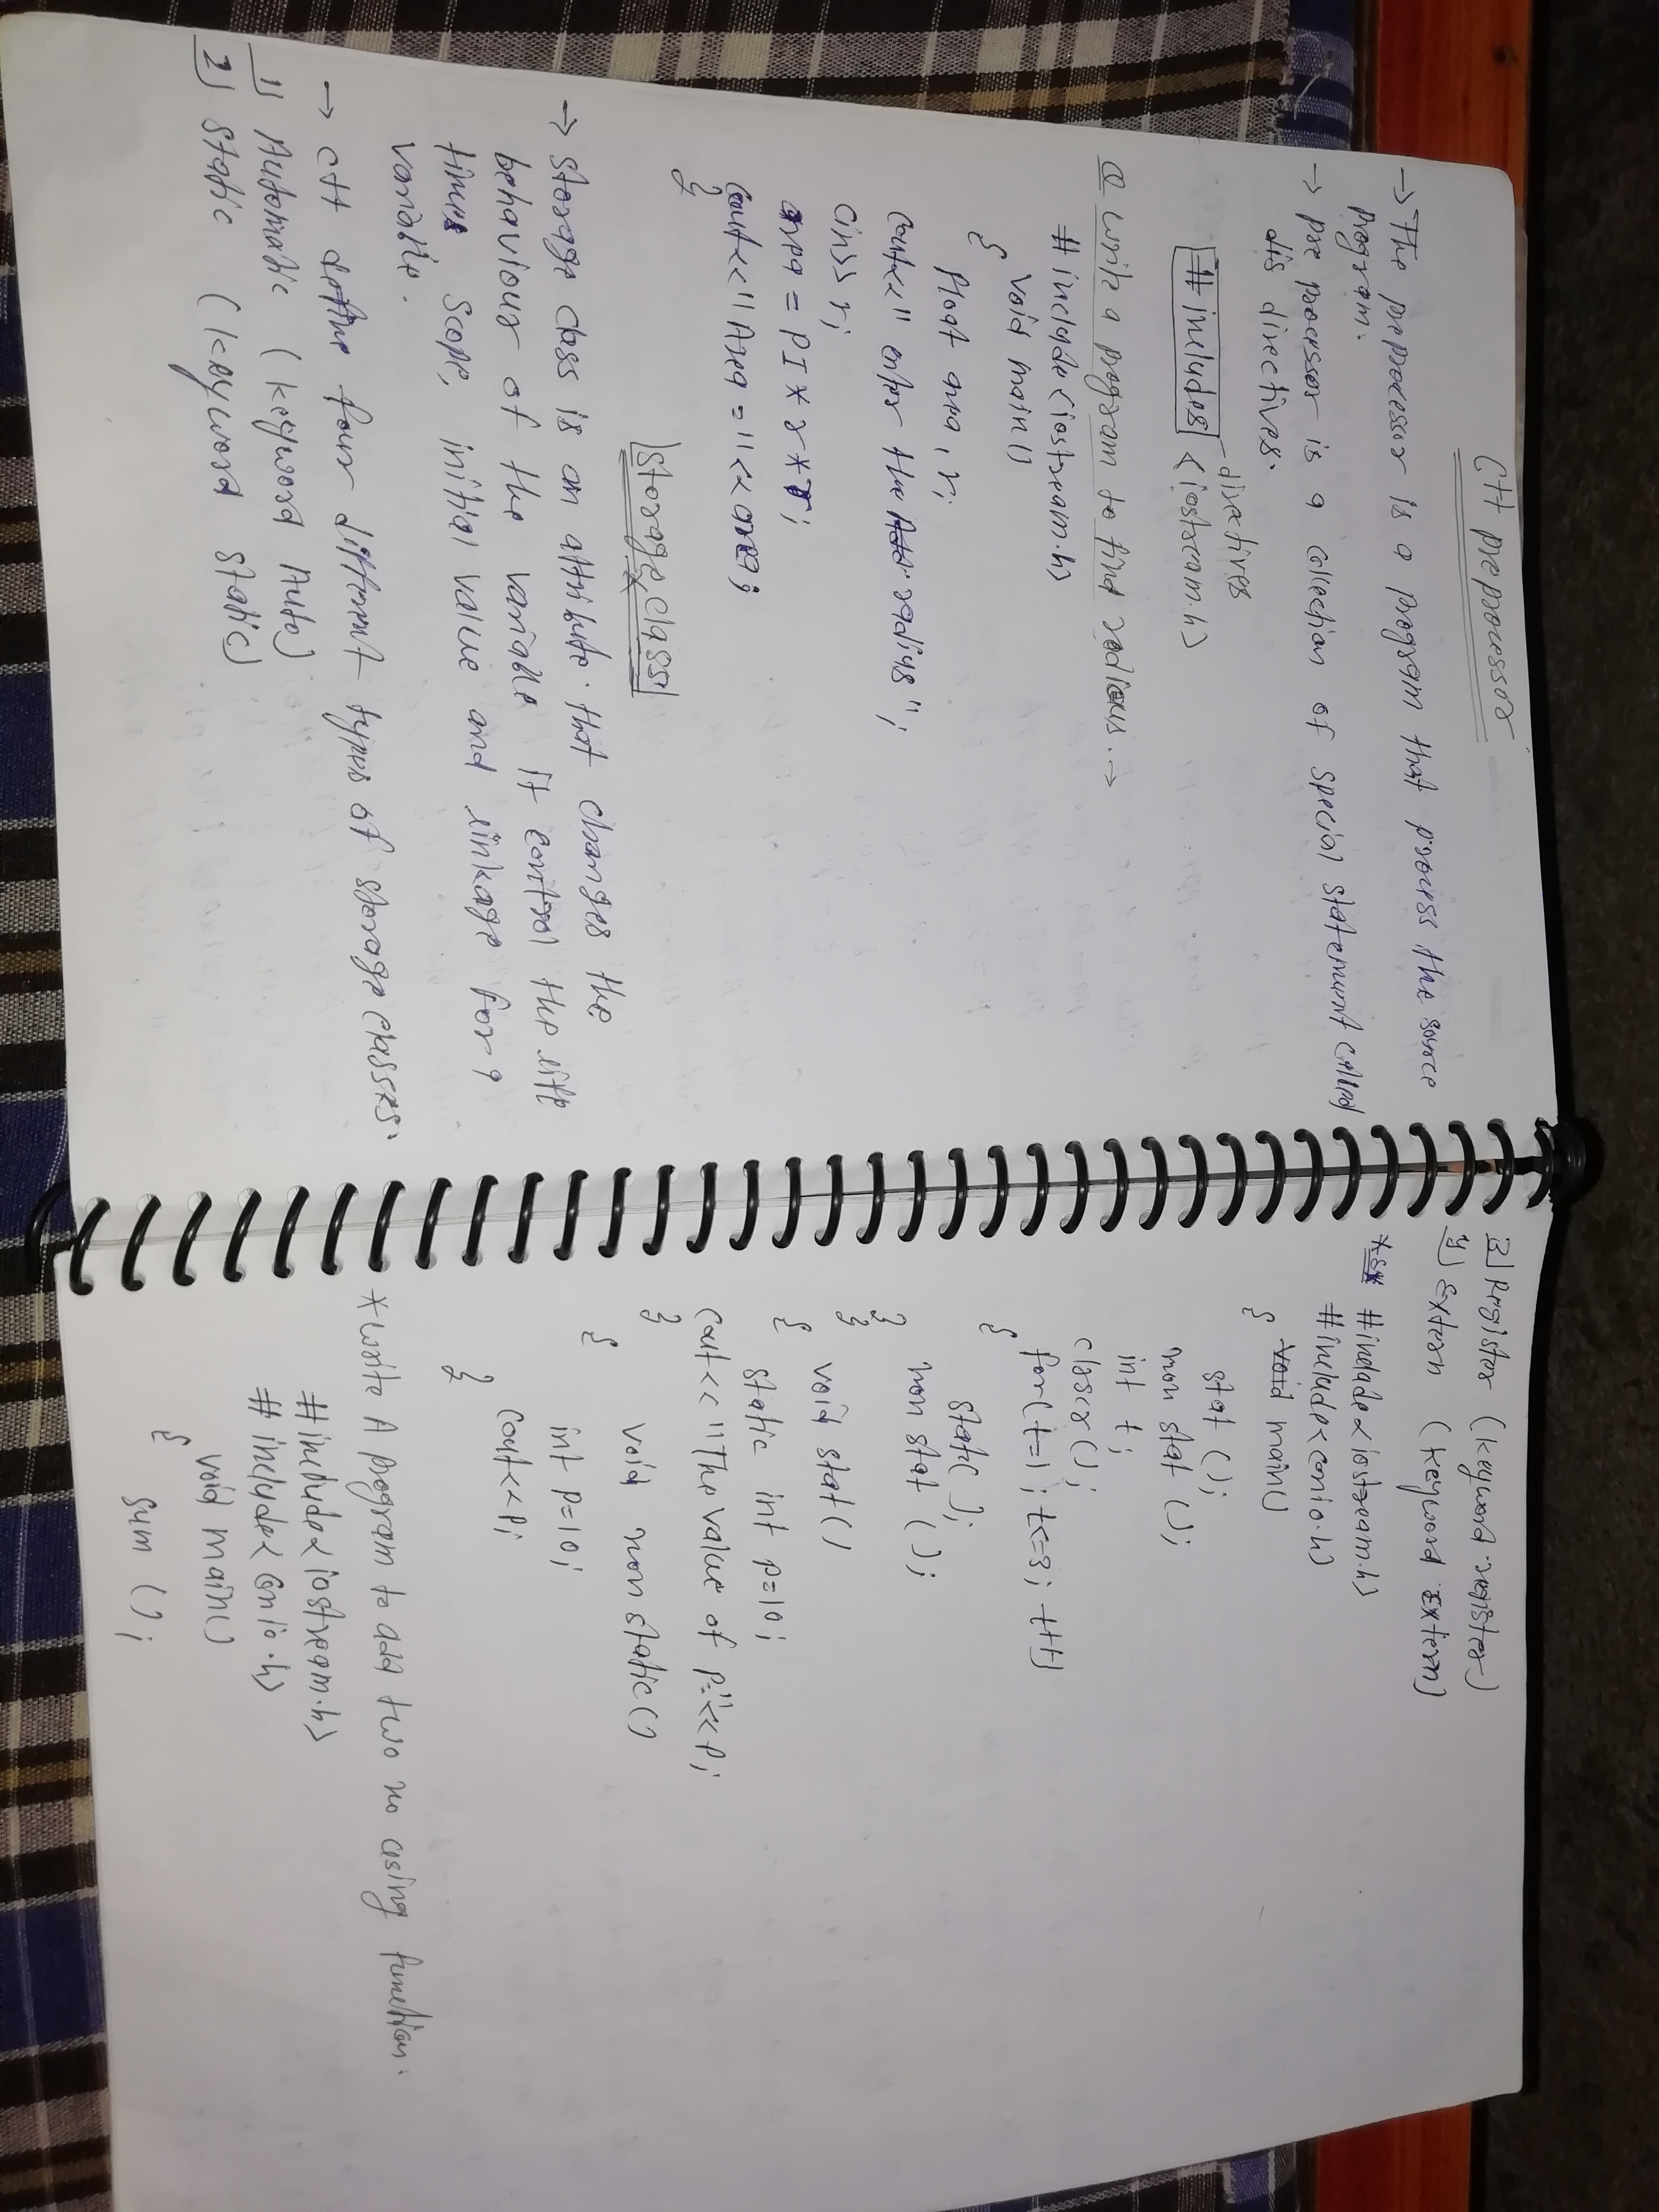 C++ preprocessor
→ The preprocessor is a program that process the source
program.
→ pre processor is a collection of special statement called
dis directives.
directives
# includes <iostream.h>
Q write a program to find redious. →
# include <iostream.h>
void main()
{
float area, r;
cout<<" enter the radius";
cin>> r;
area = PI * r * r;
cout<<"Area = "<<area;
}
Storage class
→ Storage class is an attribute. that changes the
behaviour of the variable it control the life
time scope, initial value and linkage for a
variable.
→ C++ define four different types of storage classes.
1) Automatic (keyword Auto)
2) Static (keyword static)
3) Register (keyword register)
4) Extern (keyword Extern)
#include<iostream.h>
#include<conio.h>
void main()
{
stat ();
non stat ();
int t;
clrscr();
for(t=1; t<=3; t++)
{
stat();
non stat ();
}
}
void stat()
{
static int p=10;
cout<<"The value of p="<<p;
}
void non static()
{
int p=10;
cout<<p;
}
* write A program to add two no using function.
#include<iostream.h>
#include<conio.h>
void main()
{
sum ();